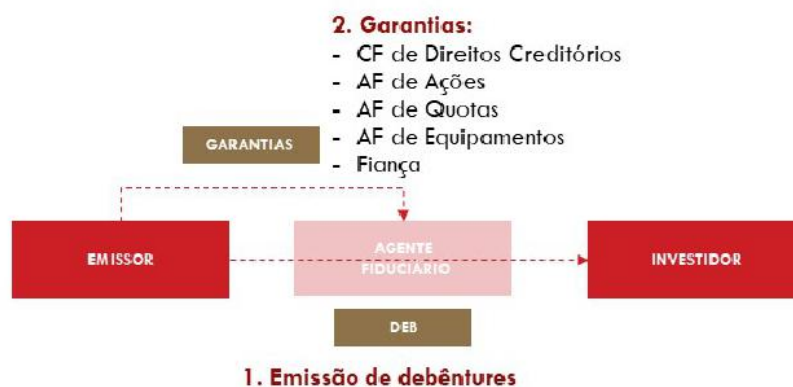 2. Garantias:
- CF de Direitos Creditórios
- AF de Ações
- AF de Quotas
- AF de Equipamentos
- Fiança
GARANTIAS
EMISSOR
AGENTE
FIDUCIÁRIO
INVESTIDOR
DEB
1. Emissão de debêntures